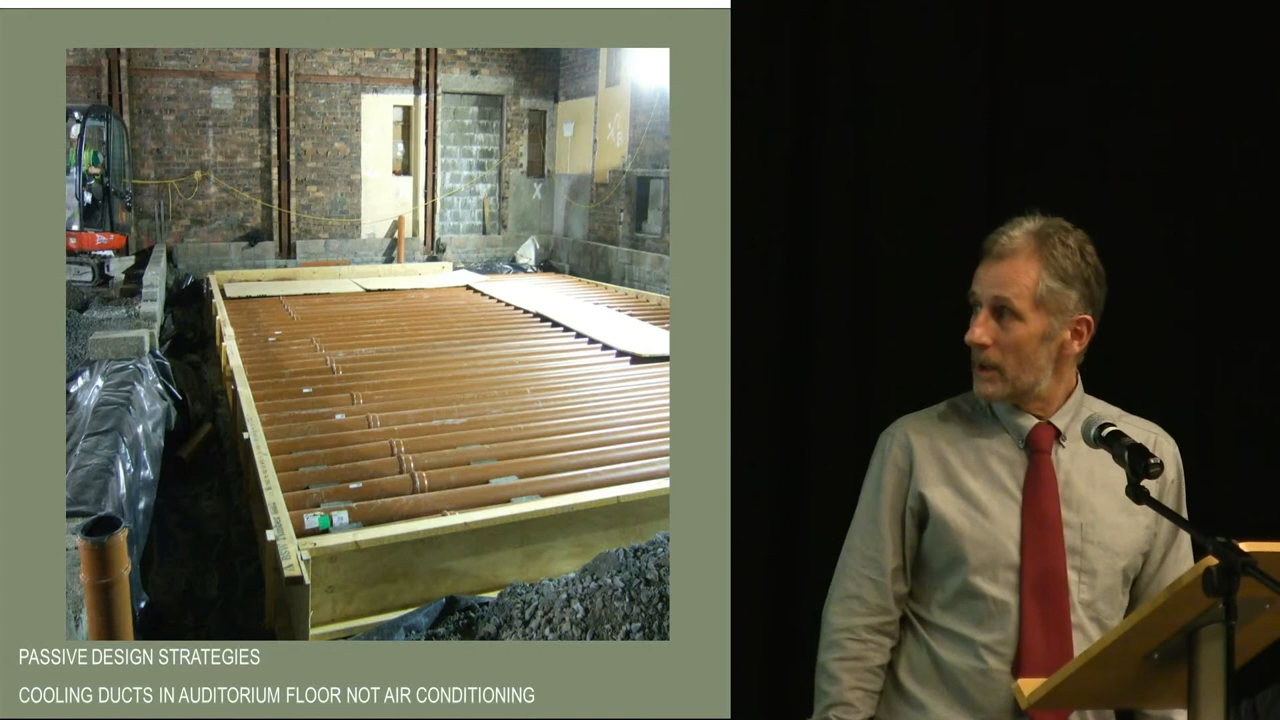 PASSIVE DESIGN STRATEGIES
COOLING DUCTS IN AUDITORIUM FLOOR NOT AIR CONDITIONING